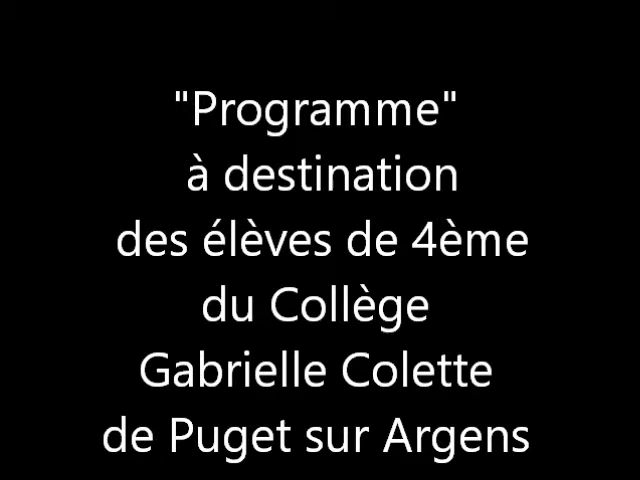 "Programme"
à destination
des élèves de 4ème
du Collège
Gabrielle Colette
de Puget sur Argens